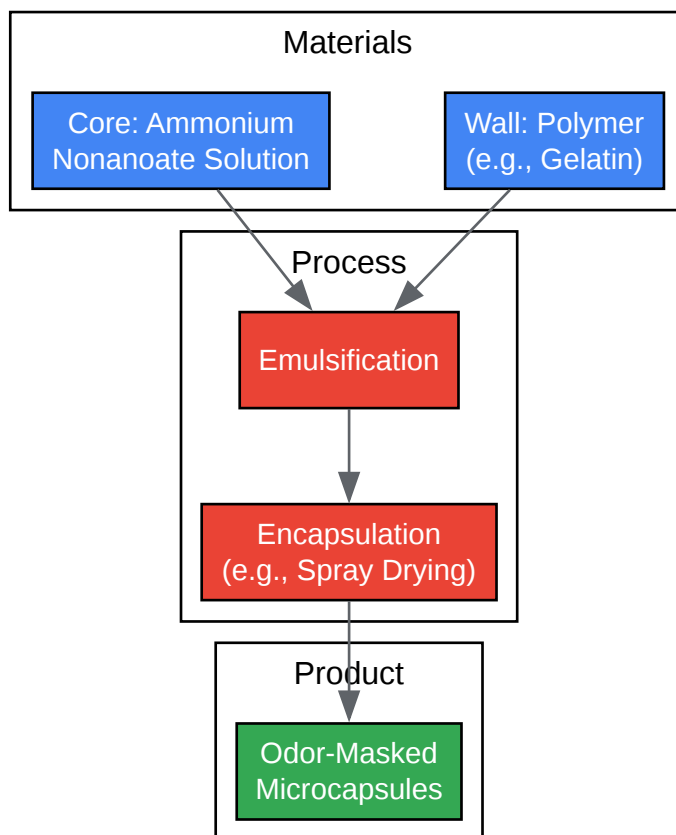 Materials
Core: Ammonium
Nonanoate Solution
Wall: Polymer
(e.g., Gelatin)
Process
Emulsification
Encapsulation
(e.g., Spray Drying)
Product
Odor-Masked
Microcapsules